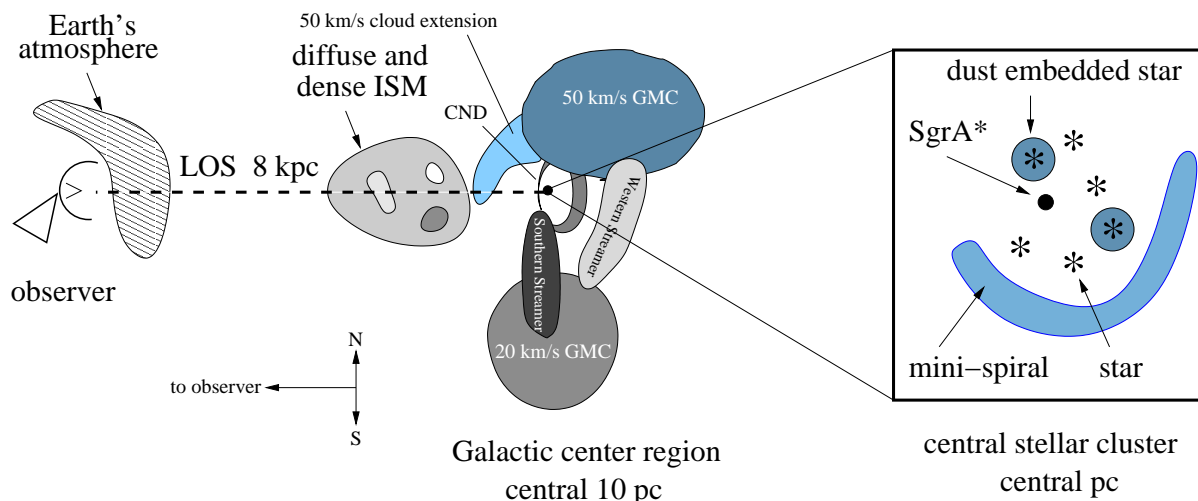 Earth's
atmosphere
50 km/s cloud extension
diffuse and
dense ISM
CND
50 km/s GMC
LOS 8 kpc
Western Streamer
Southern Streamer
20 km/s GMC
observer
N
to observer
S
Galactic center region
central 10 pc
dust embedded star
SgrA*
mini−spiral
star
central stellar cluster
central pc